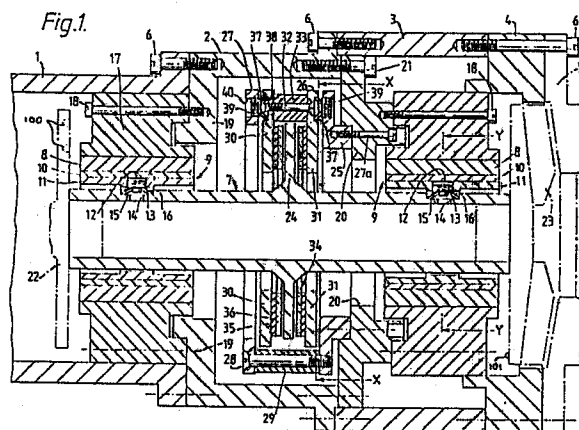 Fig.1.
6 2 27 37 38 32 33 6 3 4 6
1 17 40 26 21 18
18 39 X 39
100 19 30 Y
8 9 7 37 25 20 27a 9 8
10 10
11 12 15 14 13 16 24 31 12 15 14 13 16 11 23
22 34
30 20 31
36 Y
35
19 28 X 101
29